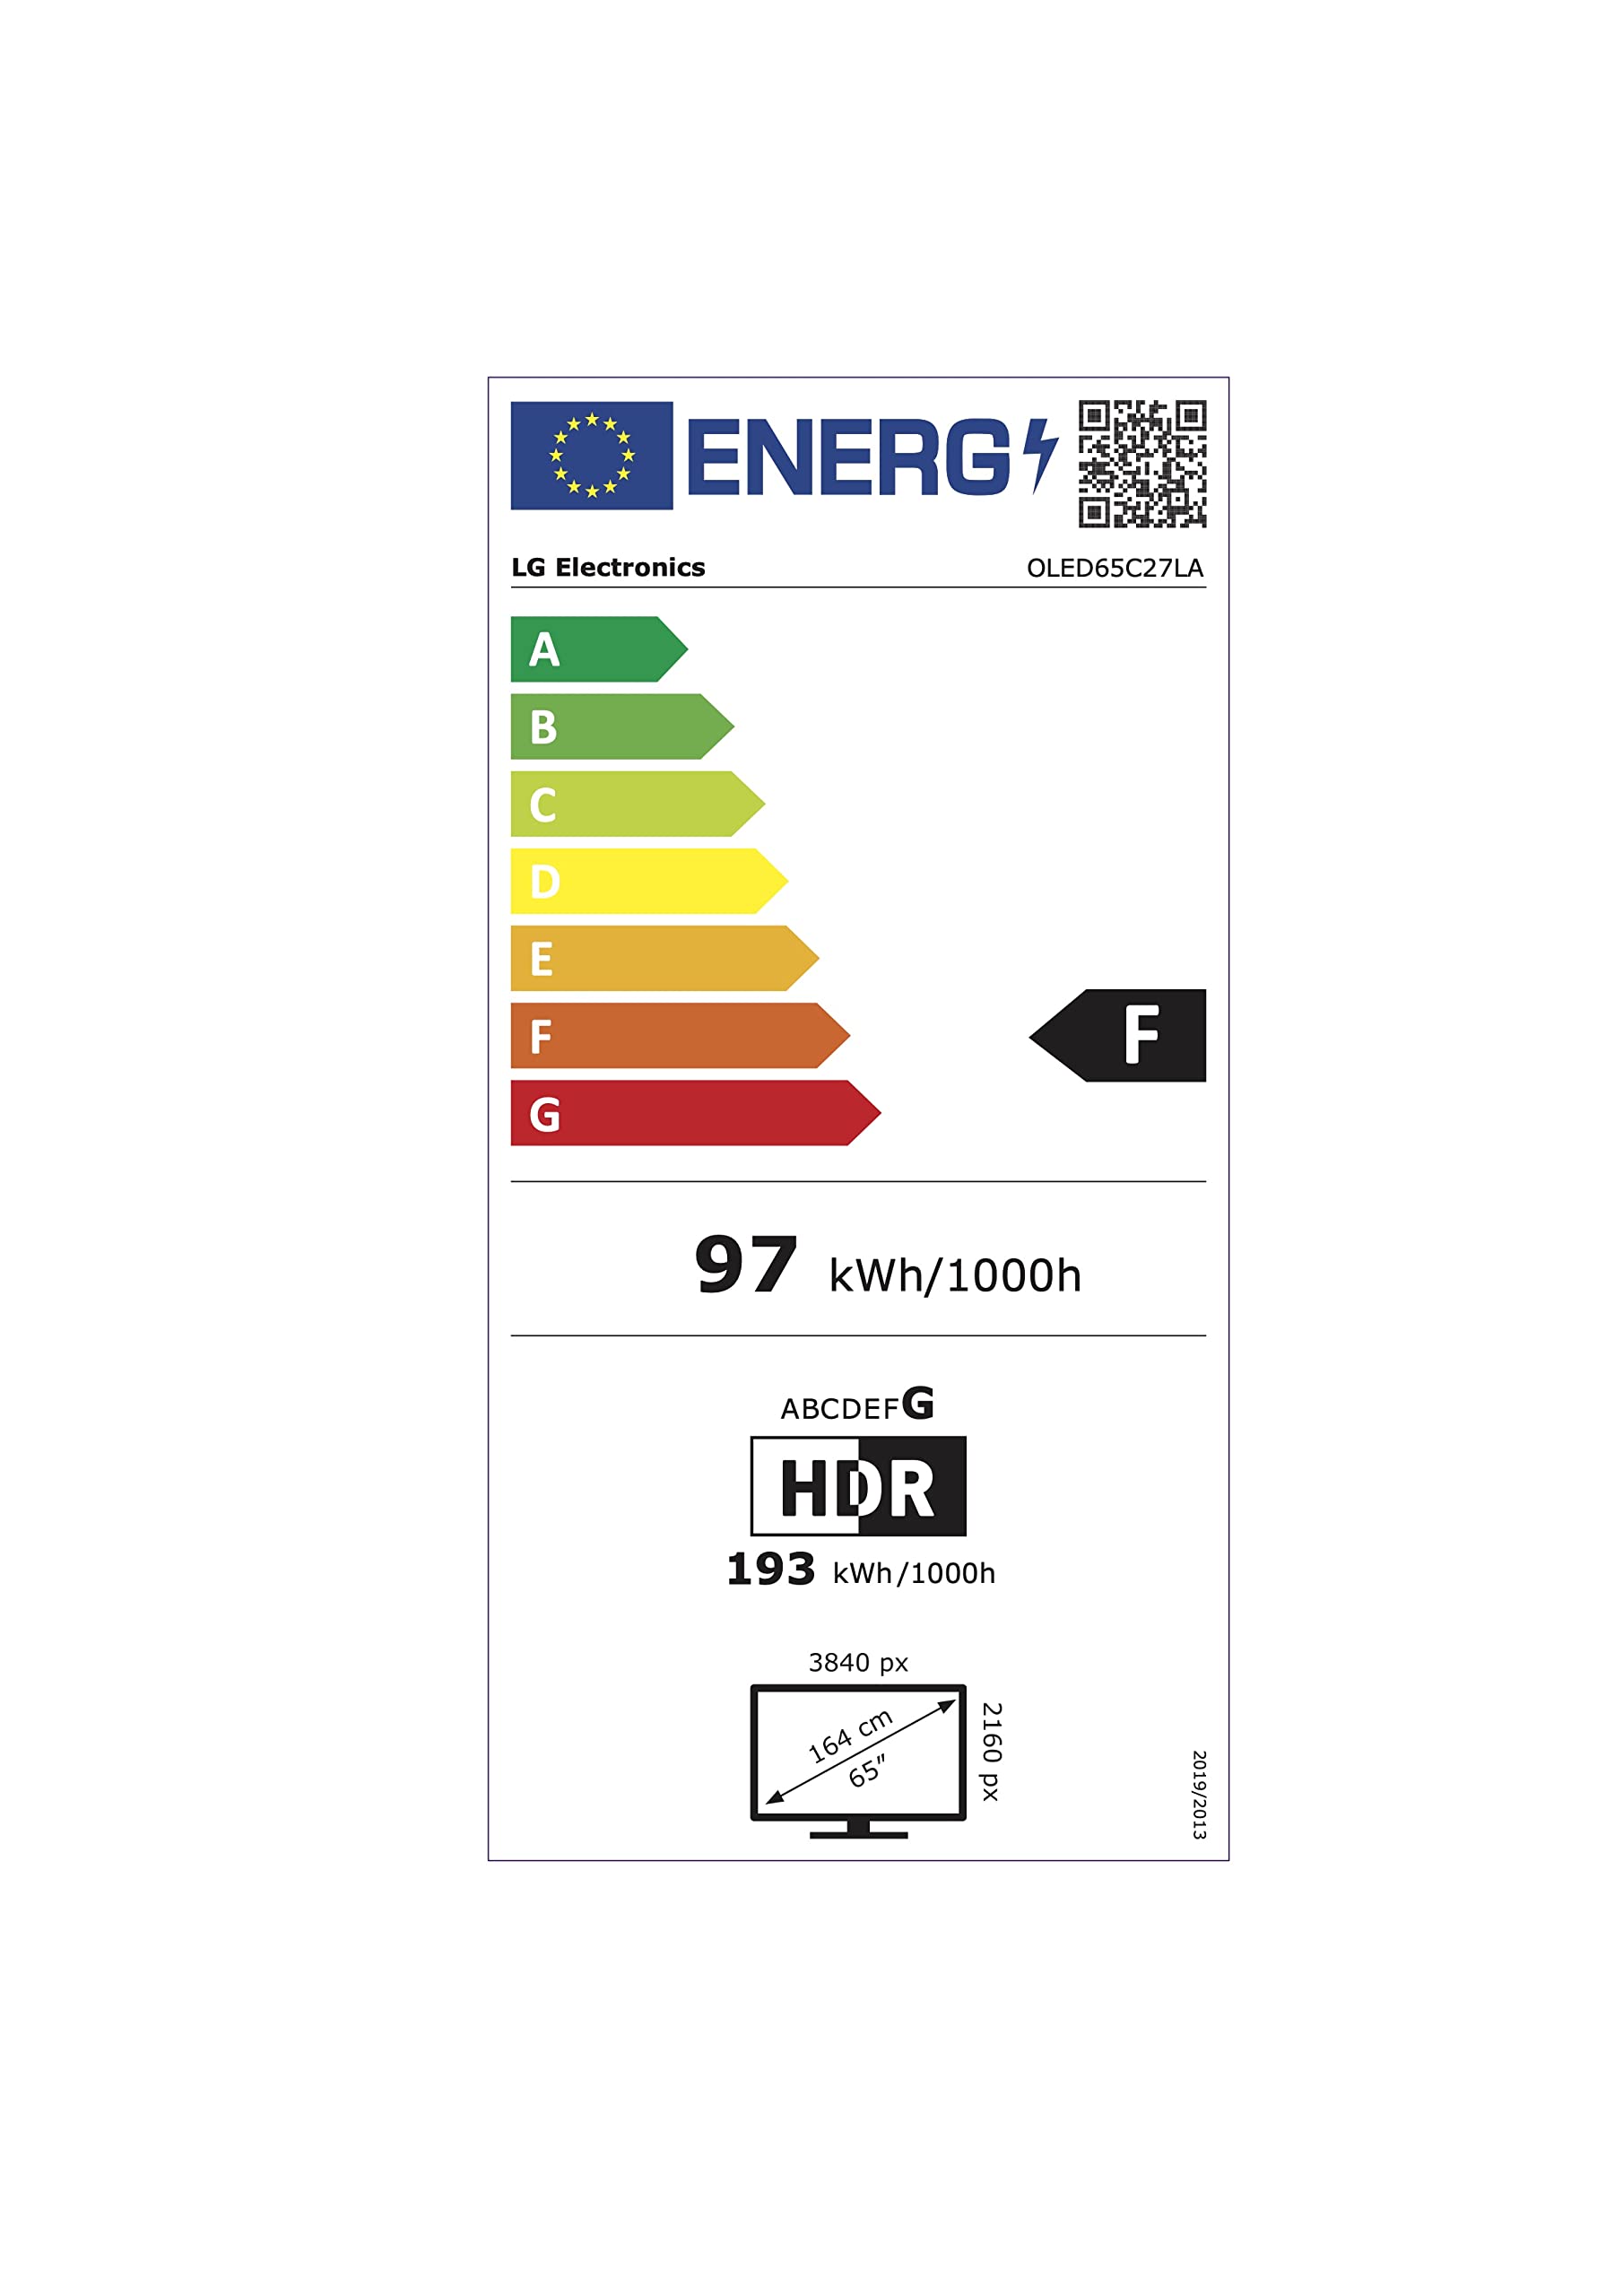 ENERG
LG Electronics OLED65C27LA
A
B
C
D
E
F
F
G
97 kWh/1000h
ABCDEFG
HDR
193 kWh/1000h
3840 px
164 cm
65"
2160 px
2019/2013